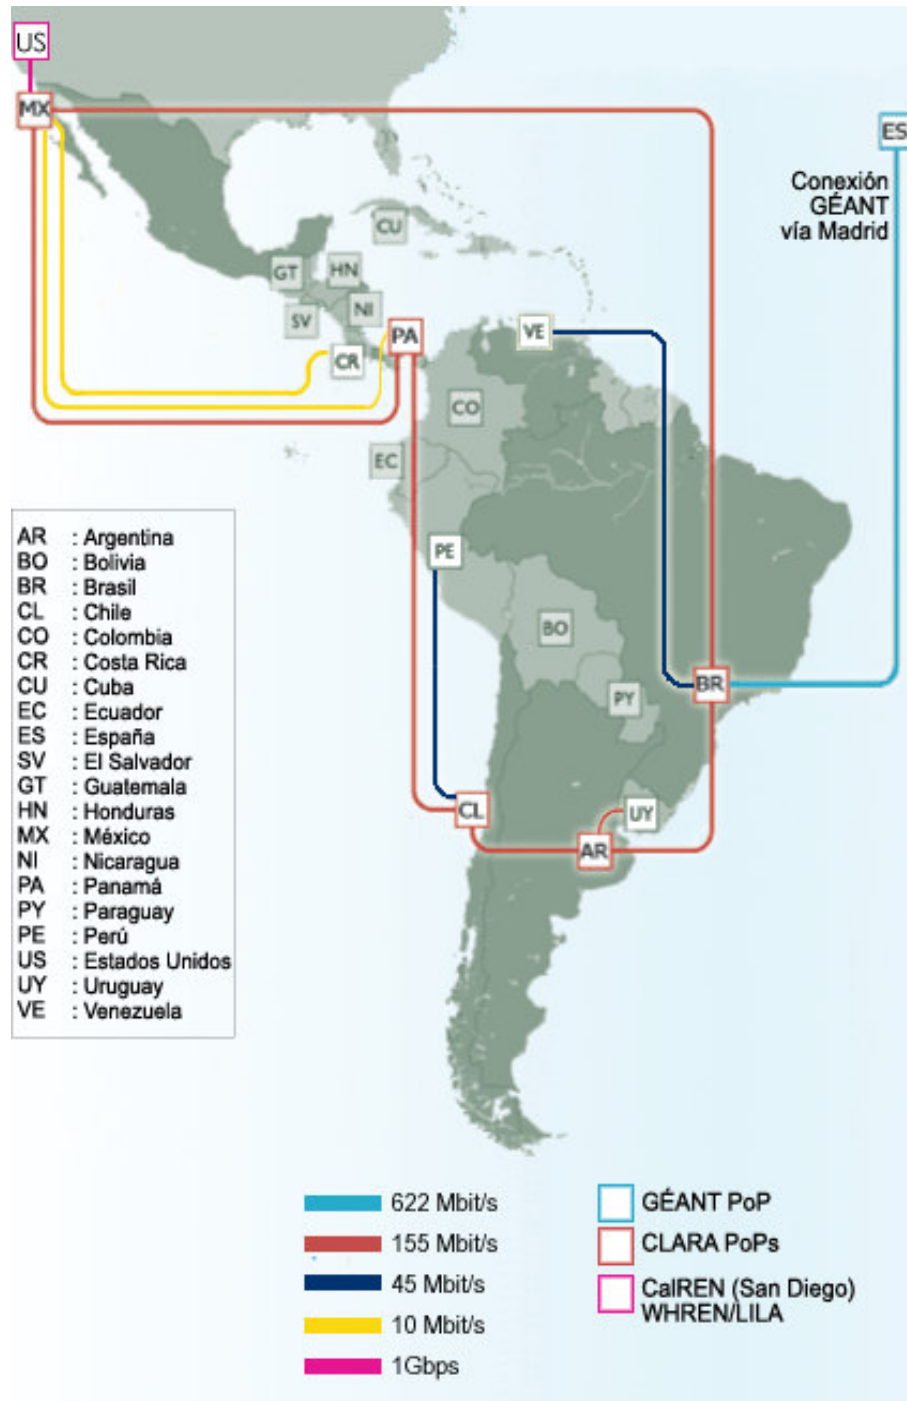 US
MX
ES
Conexión
GÉANT
vía Madrid
CU
GT
HN
NI
SV
PA
VE
CR
CO
EC
PE
BO
PY
BR
CL
UY
AR
AR : Argentina
BO : Bolivia
BR : Brasil
CL : Chile
CO : Colombia
CR : Costa Rica
CU : Cuba
EC : Ecuador
ES : España
SV : El Salvador
GT : Guatemala
HN : Honduras
MX : México
NI : Nicaragua
PA : Panamá
PY : Paraguay
PE : Perú
US : Estados Unidos
UY : Uruguay
VE : Venezuela
622 Mbit/s
155 Mbit/s
45 Mbit/s
10 Mbit/s
1Gbps
GÉANT PoP
CLARA PoPs
CalREN (San Diego)
WHREN/LILA